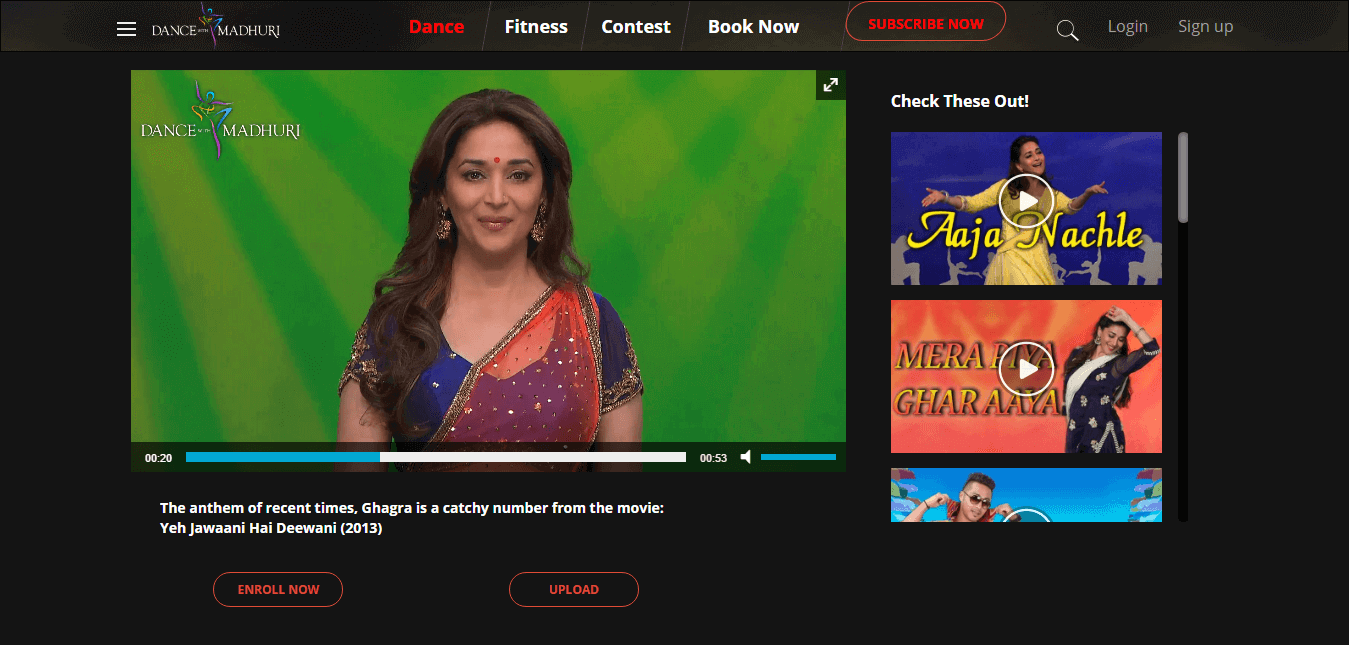 DANCE WITH MADHURI
Dance
Fitness
Contest
Book Now
SUBSCRIBE NOW
Login
Sign up
DANCE WITH MADHURI
00:20
00:53
The anthem of recent times, Ghagra is a catchy number from the movie:
Yeh Jawaani Hai Deewani (2013)
ENROLL NOW
UPLOAD
Check These Out!
Aaja Nachle
MERA PIYA
GHAR AAYA